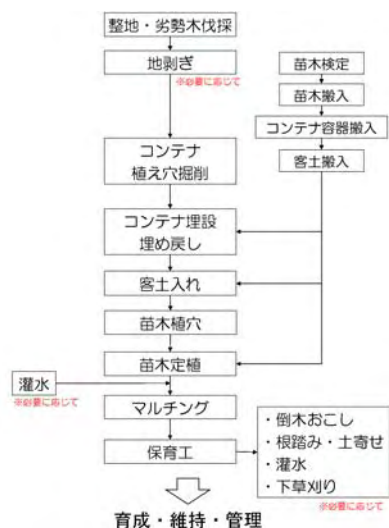 整地・劣勢木伐採
地剥ぎ
※必要に応じて
苗木検定
苗木搬入
コンテナ容器搬入
客土搬入
コンテナ
植え穴掘削
コンテナ埋設
埋め戻し
客土入れ
苗木植穴
苗木定植
灌水
※必要に応じて
マルチング
保育工
・倒木おこし
・根踏み・土寄せ
・灌水
・下草刈り
※必要に応じて
育成・維持・管理